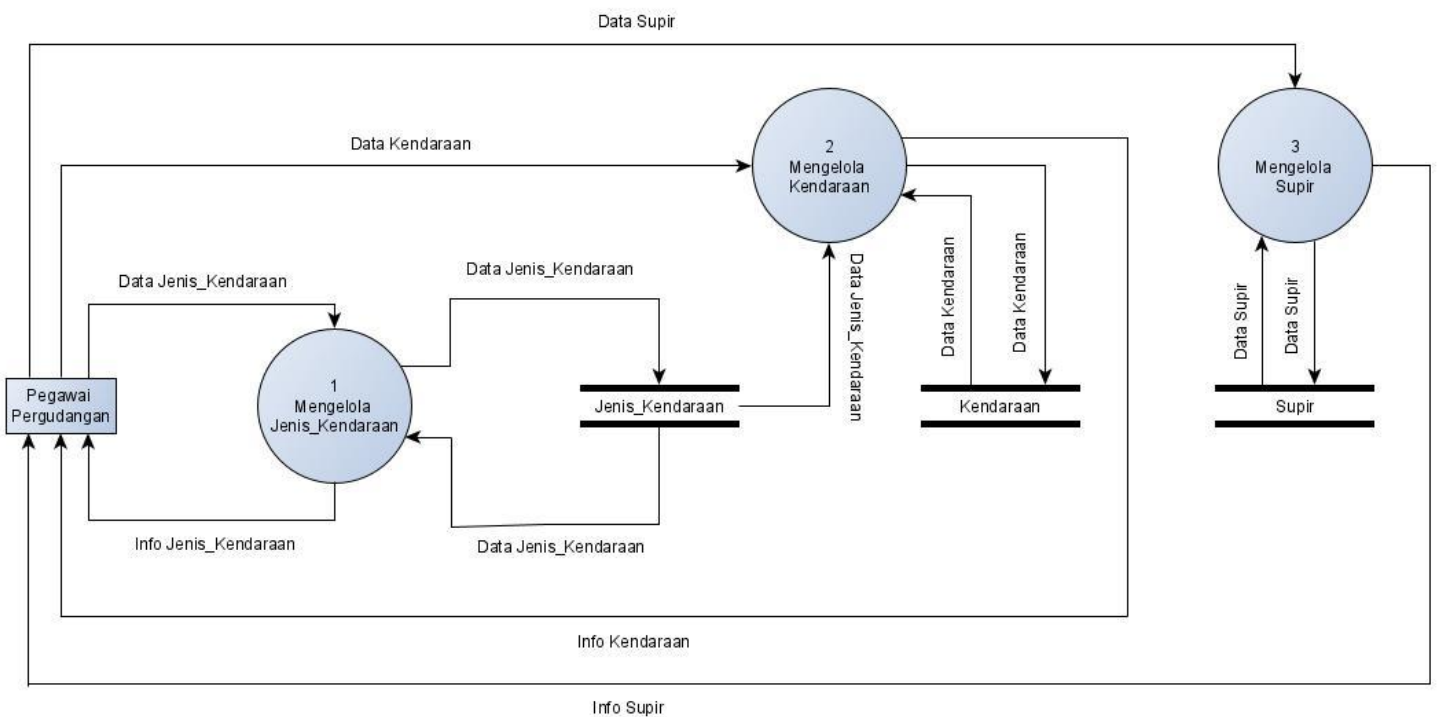 Data Supir
Data Kendaraan
2
Mengelola
Kendaraan
3
Mengelola
Supir
Data Jenis_Kendaraan
Data Jenis_Kendaraan
Data Jenis_Kendaraan
Data Kendaraan
Data Kendaraan
Data Supir
Data Supir
Pegawai
Pergudangan
1
Mengelola
Jenis_Kendaraan
Jenis_Kendaraan
Kendaraan
Supir
Info Jenis_Kendaraan
Data Jenis_Kendaraan
Info Kendaraan
Info Supir